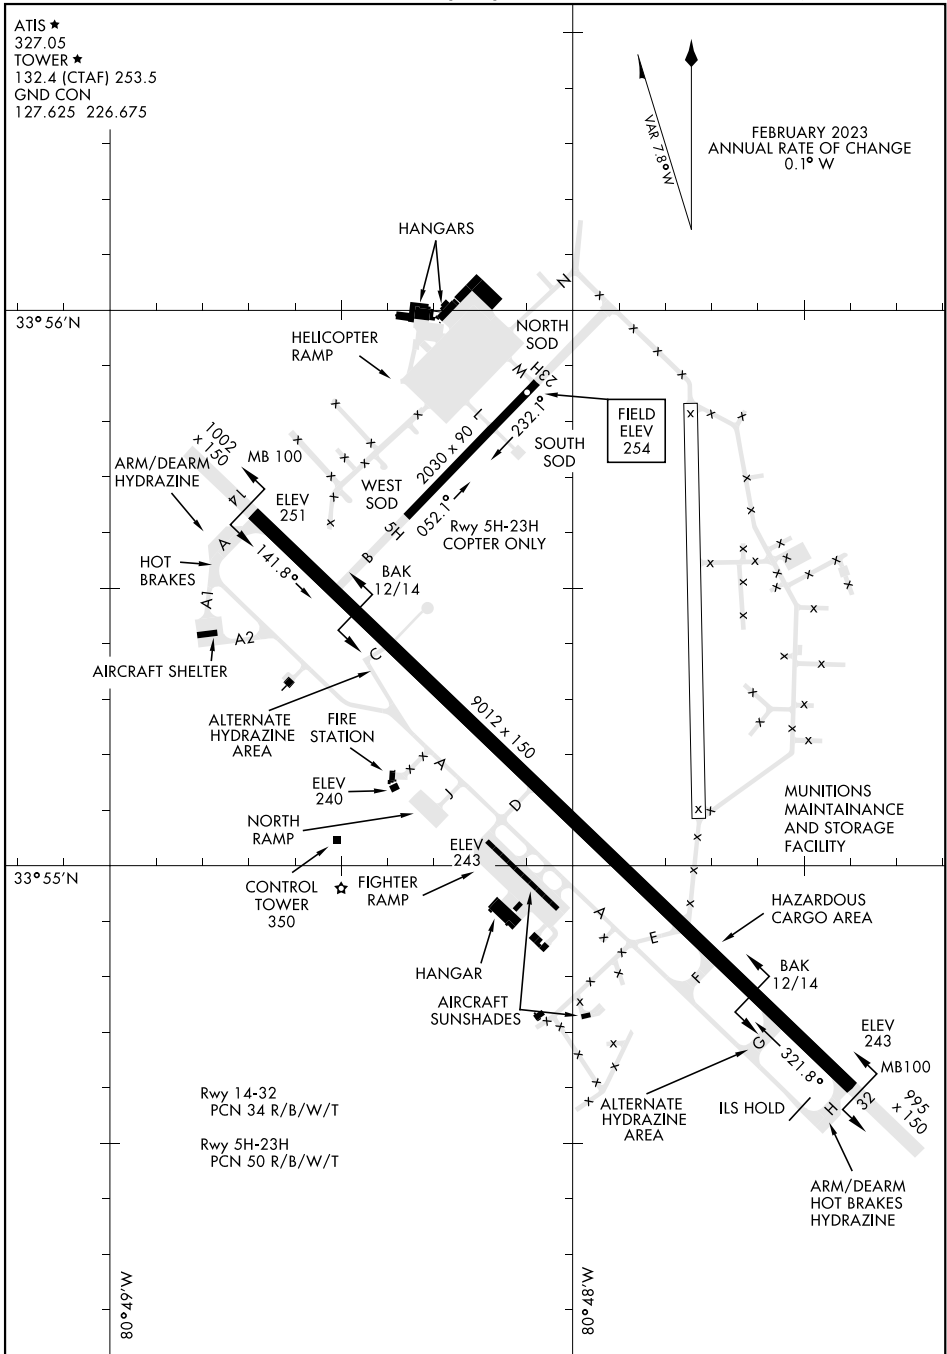 ATIS ★
327.05
TOWER ★
132.4 (CTAF) 253.5
GND CON
127.625 226.675
VAR 7.8°W
FEBRUARY 2023
ANNUAL RATE OF CHANGE
0.1° W
HANGARS
N
33°56'N
NORTH
SOD
HELICOPTER
RAMP
W
23H
FIELD
ELEV
254
232.1°
L
2030 x 90
SOUTH
SOD
1002
x 150
MB 100
ARM/DEARM
HYDRAZINE
14
ELEV
251
WEST
SOD
052.1°
5H
Rwy 5H-23H
COPTER ONLY
A
141.8°
B
HOT
BRAKES
BAK
12/14
A1
A2
C
AIRCRAFT SHELTER
9012 x 150
ALTERNATE
HYDRAZINE
AREA
FIRE
STATION
A
ELEV
240
J
D
NORTH
RAMP
MUNITIONS
MAINTAINANCE
AND STORAGE
FACILITY
ELEV
243
33°55'N
CONTROL
TOWER
350
FIGHTER
RAMP
HAZARDOUS
CARGO AREA
A
E
HANGAR
F
BAK
12/14
AIRCRAFT
SUNSHADES
G
321.8°
ELEV
243
MB100
ALTERNATE
HYDRAZINE
AREA
ILS HOLD
H
32
995
x 150
Rwy 14-32
PCN 34 R/B/W/T
Rwy 5H-23H
PCN 50 R/B/W/T
ARM/DEARM
HOT BRAKES
HYDRAZINE
80°49'W
80°48'W